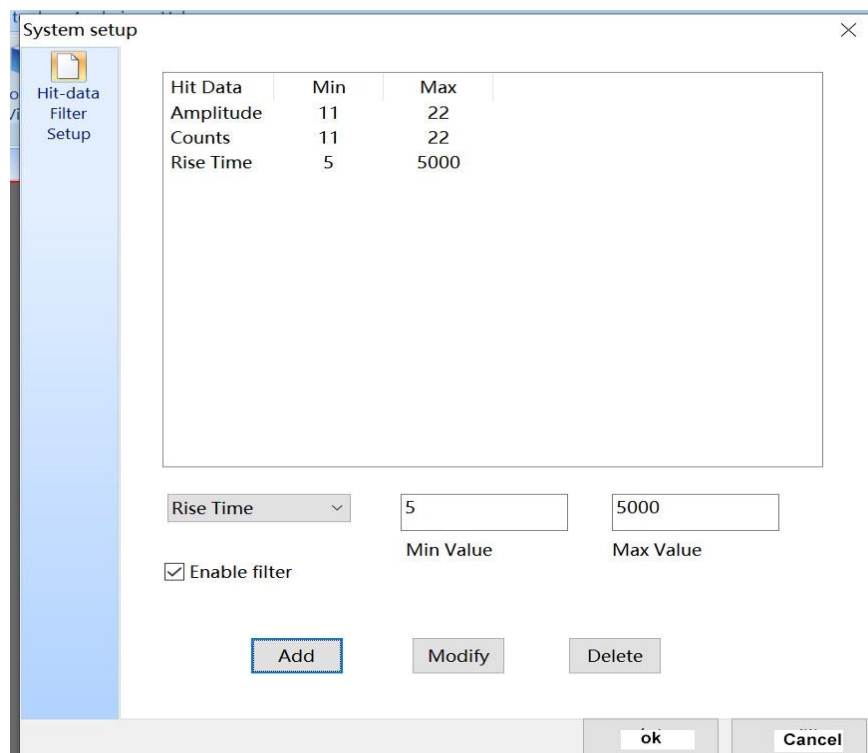 System setup
Hit-data
Filter
Setup
Hit Data Min Max
Amplitude 11 22
Counts 11 22
Rise Time 5 5000
Rise Time 5 5000
Min Value Max Value
Enable filter
Add Modify Delete
ok Cancel